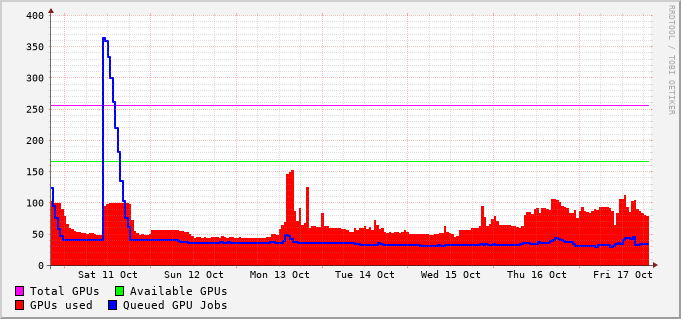 400
350
300
250
200
150
100
50
0
Sat 11 Oct Sun 12 Oct Mon 13 Oct Tue 14 Oct Wed 15 Oct Thu 16 Oct Fri 17 Oct
Total GPUs Available GPUs
GPUs used Queued GPU Jobs
RRDTOOL / TOBI OETIKER